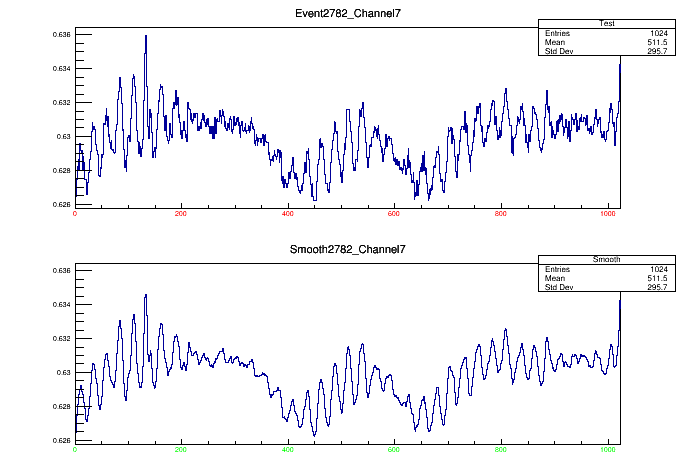 Event2782_Channel7
Test
Entries 1024
Mean 511.5
Std Dev 295.7
0.636
0.634
0.632
0.63
0.628
0.626
0 200 400 600 800 1000
Smooth2782_Channel7
Smooth
Entries 1024
Mean 511.5
Std Dev 295.7
0.636
0.634
0.632
0.63
0.628
0.626
0 200 400 600 800 1000